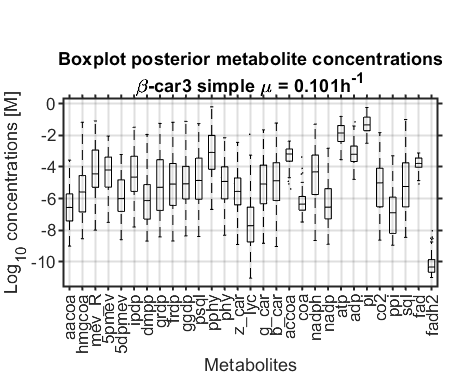 Boxplot posterior metabolite concentrations
β-car3 simple μ = 0.101h-1
Log10 concentrations [M]
0
-2
-4
-6
-8
-10
aacoa
hmgcoa
mev_R
5pmev
5dpmev
ipdp
dmpp
grdp
frdp
ggdp
psql
pphy
phy
z_car
lyc
g_car
b_car
accoa
coa
nadph
nadp
atp
adp
pi
co2
ppi
sql
fad
fadh2
Metabolites